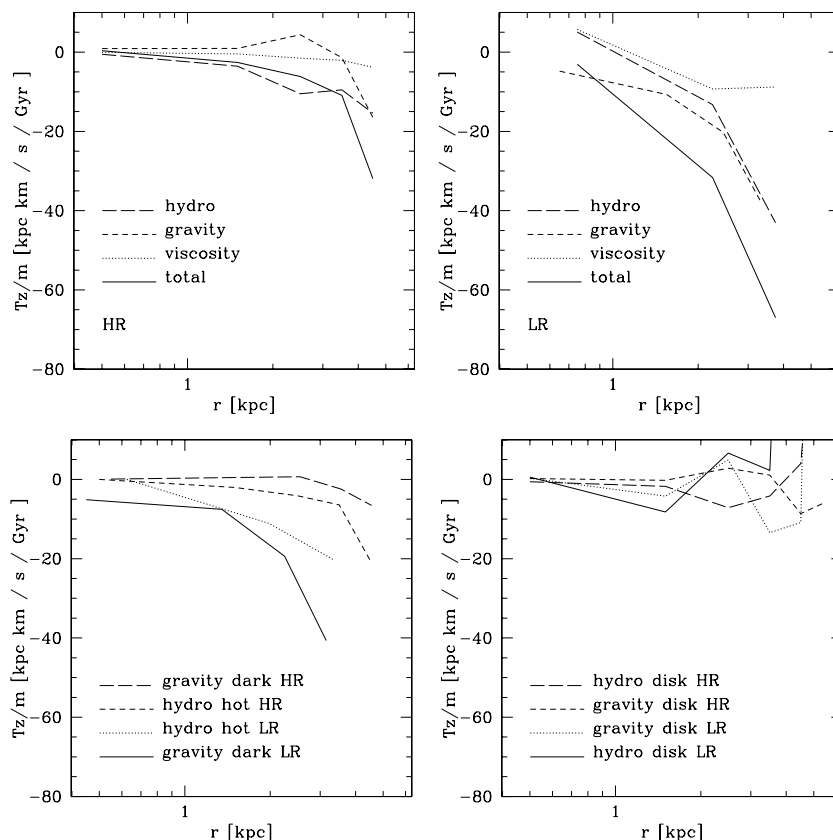 0
−20
−40
−60
−80
Tz/m [kpc km / s / Gyr ]
hydro
gravity
viscosity
total
HR
1
r [kpc]
0
−20
−40
−60
−80
Tz/m [kpc km / s / Gyr ]
hydro
gravity
viscosity
total
LR
1
r [kpc]
0
−20
−40
−60
−80
Tz/m [kpc km / s / Gyr ]
gravity dark HR
hydro hot HR
hydro hot LR
gravity dark LR
1
r [kpc]
0
−20
−40
−60
−80
Tz/m [kpc km / s / Gyr ]
hydro disk HR
gravity disk HR
gravity disk LR
hydro disk LR
1
r [kpc]